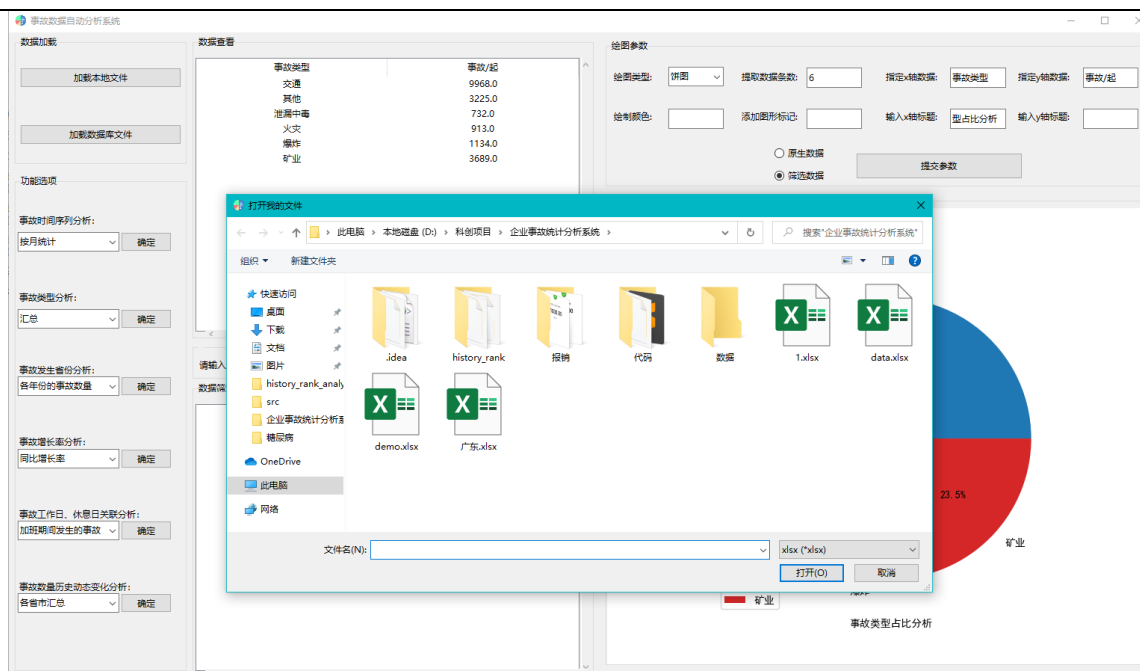 事故数据自动分析系统
数据加载
加载本地文件
加载数据库文件
功能选项
事故时间序列分析:
按月统计
确定
事故类型分析:
汇总
确定
事故发生省份分析:
各年份的事故数量
确定
事故增长率分析:
同比增长率
确定
事故工作日、休息日关联分析:
加班期间发生的事故
确定
事故数量历史动态变化分析:
各省市汇总
确定
数据查看
事故类型 事故/起
交通 9968.0
其他 3225.0
泄漏中毒 732.0
火灾 913.0
爆炸 1134.0
矿业 3689.0
请输入
绘图参数
绘图类型: 饼图 提取数据条数: 6 指定x轴数据: 事故类型 指定y轴数据: 事故/起
绘制颜色: 添加图形标记: 输入x轴标题: 型占比分析 输入y轴标题:
原生数据
筛选数据
提交参数
打开我的文件
此电脑 › 本地磁盘 (D:) › 科创项目 › 企业事故统计分析系统 ›
搜索"企业事故统计分析系统"
组织 新建文件夹
快速访问
桌面
下载
文档
图片
history_rank_analy
src
企业事故统计分析系
糖尿病
OneDrive
此电脑
网络
.idea
history_rank
报销
代码
数据
1.xlsx
data.xlsx
demo.xlsx
广东.xlsx
文件名(N):
xlsx (*xlsx)
打开(O)
取消
23.5%
矿业
矿业
事故类型占比分析